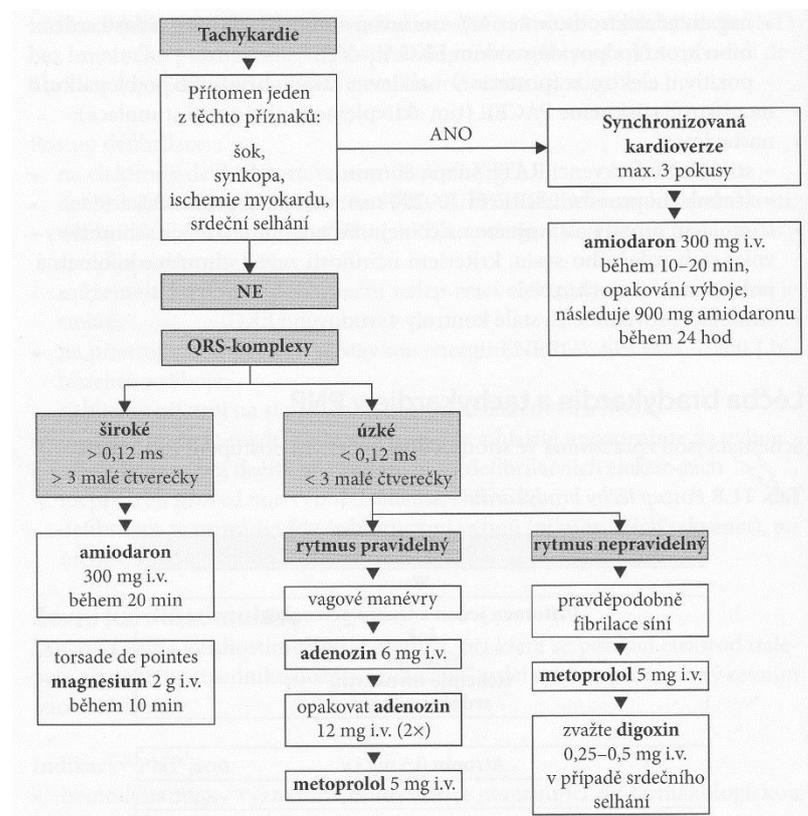 Tachykardie
Přítomen jeden
z těchto příznaků:
šok,
synkopa,
ischemie myokardu,
srdeční selhání
ANO
Synchronizovaná
kardioverze
max. 3 pokusy
amiodaron 300 mg i.v.
během 10–20 min,
opakování výboje,
následuje 900 mg amiodaronu
během 24 hod
NE
QRS-komplexy
široké
> 0,12 ms
> 3 malé čtverečky
úzké
< 0,12 ms
< 3 malé čtverečky
amiodaron
300 mg i.v.
během 20 min
torsade de pointes
magnesium 2 g i.v.
během 10 min
rytmus pravidelný
vagové manévry
adenozin 6 mg i.v.
opakovat adenozin
12 mg i.v. (2×)
metoprolol 5 mg i.v.
rytmus nepravidelný
pravděpodobně
fibrilace síní
metoprolol 5 mg i.v.
zvažte digoxin
0,25–0,5 mg i.v.
v případě srdečního
selhání